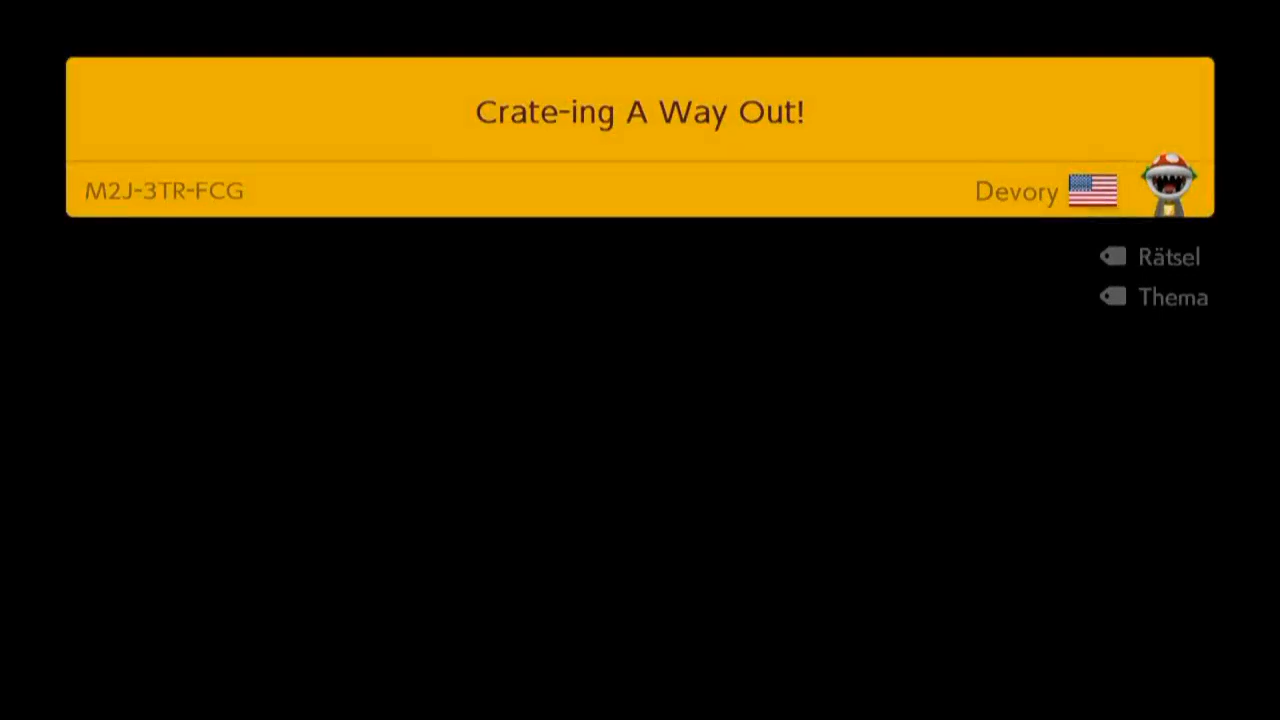 Crate-ing A Way Out!
M2J-3TR-FCG
Devory
Rätsel
Thema